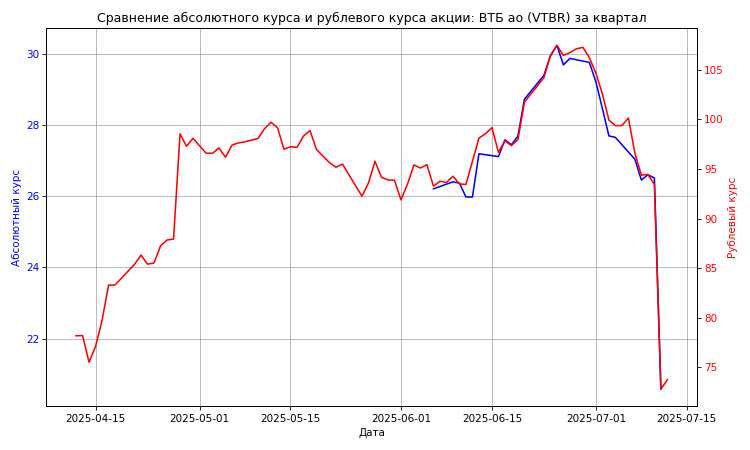 Сравнение абсолютного курса и рублевого курса акции: ВТБ ао (VTBR) за квартал
Абсолютный курс
30
28
26
24
22
105
100
95
90
85
80
75
Рублевый курс
2025-04-15 2025-05-01 2025-05-15 2025-06-01 2025-06-15 2025-07-01 2025-07-15
Дата